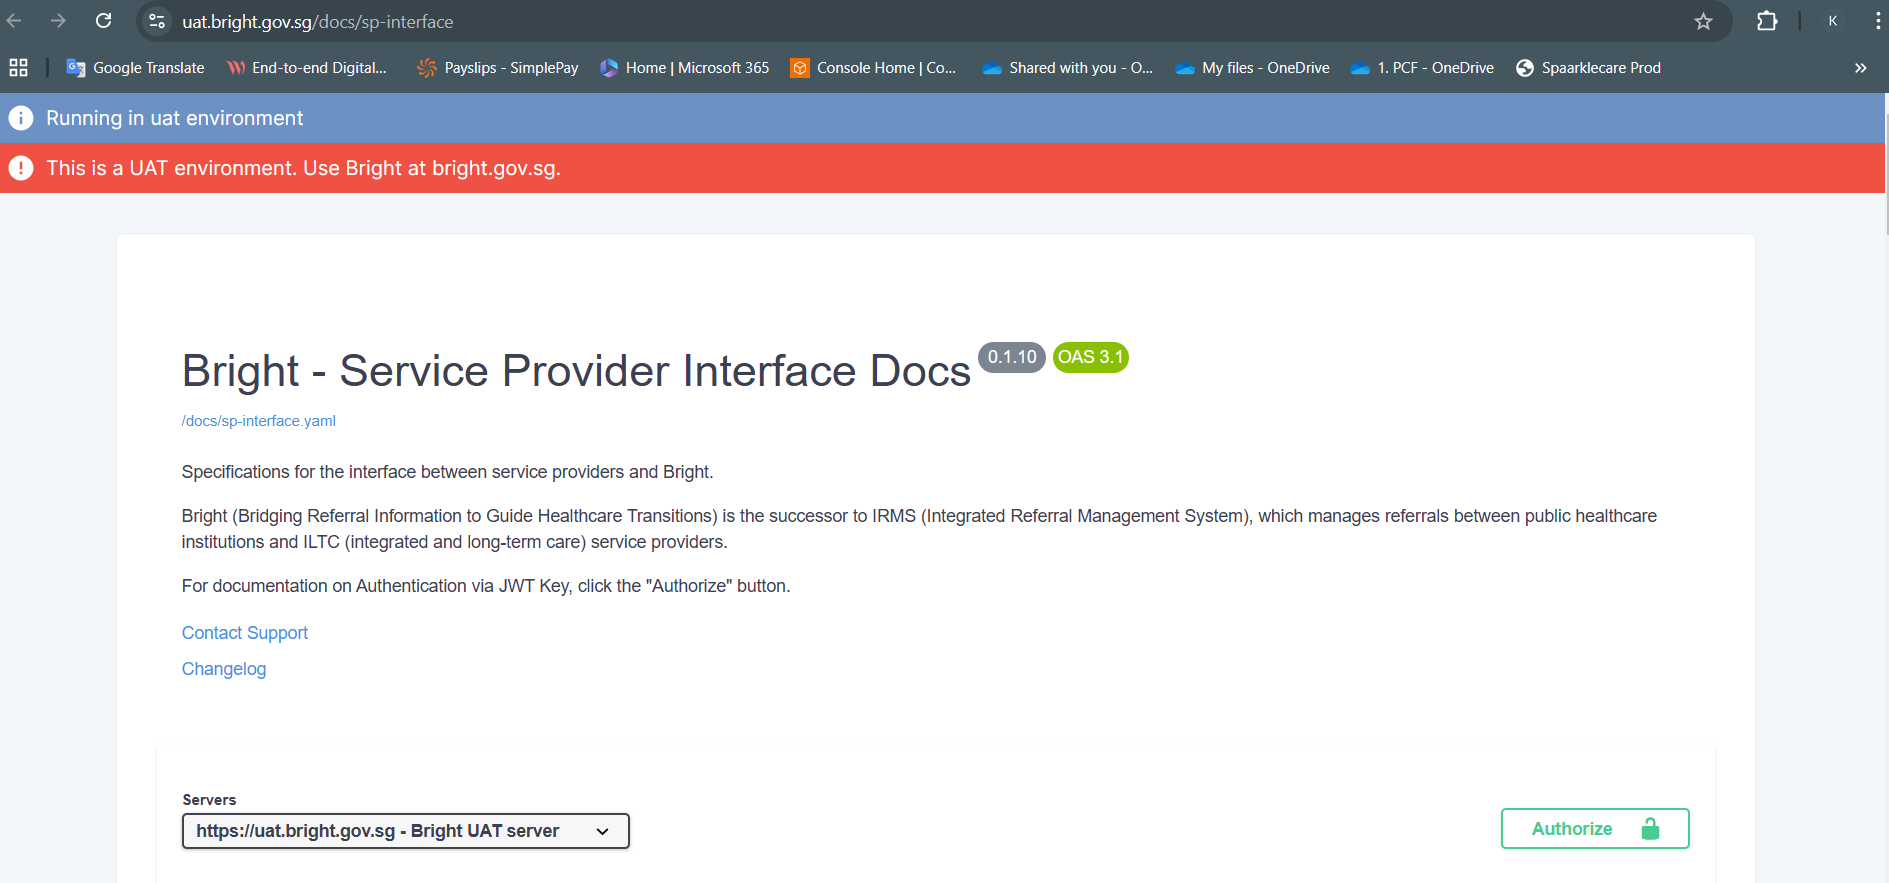 uat.bright.gov.sg/docs/sp-interface
K
Google Translate
End-to-end Digital...
Payslips - SimplePay
Home | Microsoft 365
Console Home | Co...
Shared with you - O...
My files - OneDrive
1. PCF - OneDrive
Spaarklecare Prod
Running in uat environment
This is a UAT environment. Use Bright at bright.gov.sg.
Bright - Service Provider Interface Docs 0.1.10 OAS 3.1
/docs/sp-interface.yaml
Specifications for the interface between service providers and Bright.
Bright (Bridging Referral Information to Guide Healthcare Transitions) is the successor to IRMS (Integrated Referral Management System), which manages referrals between public healthcare
institutions and ILTC (integrated and long-term care) service providers.
For documentation on Authentication via JWT Key, click the "Authorize" button.
Contact Support
Changelog
Servers
https://uat.bright.gov.sg - Bright UAT server
Authorize